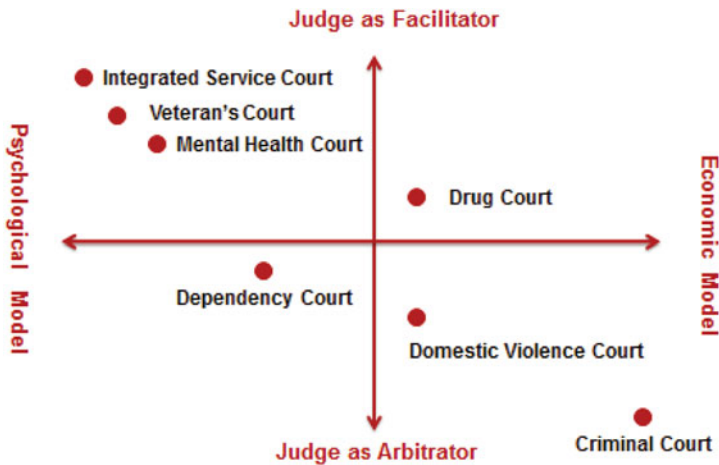 Judge as Facilitator
Integrated Service Court
Veteran's Court
Mental Health Court
Psychological Model
Drug Court
Economic Model
Dependency Court
Domestic Violence Court
Criminal Court
Judge as Arbitrator